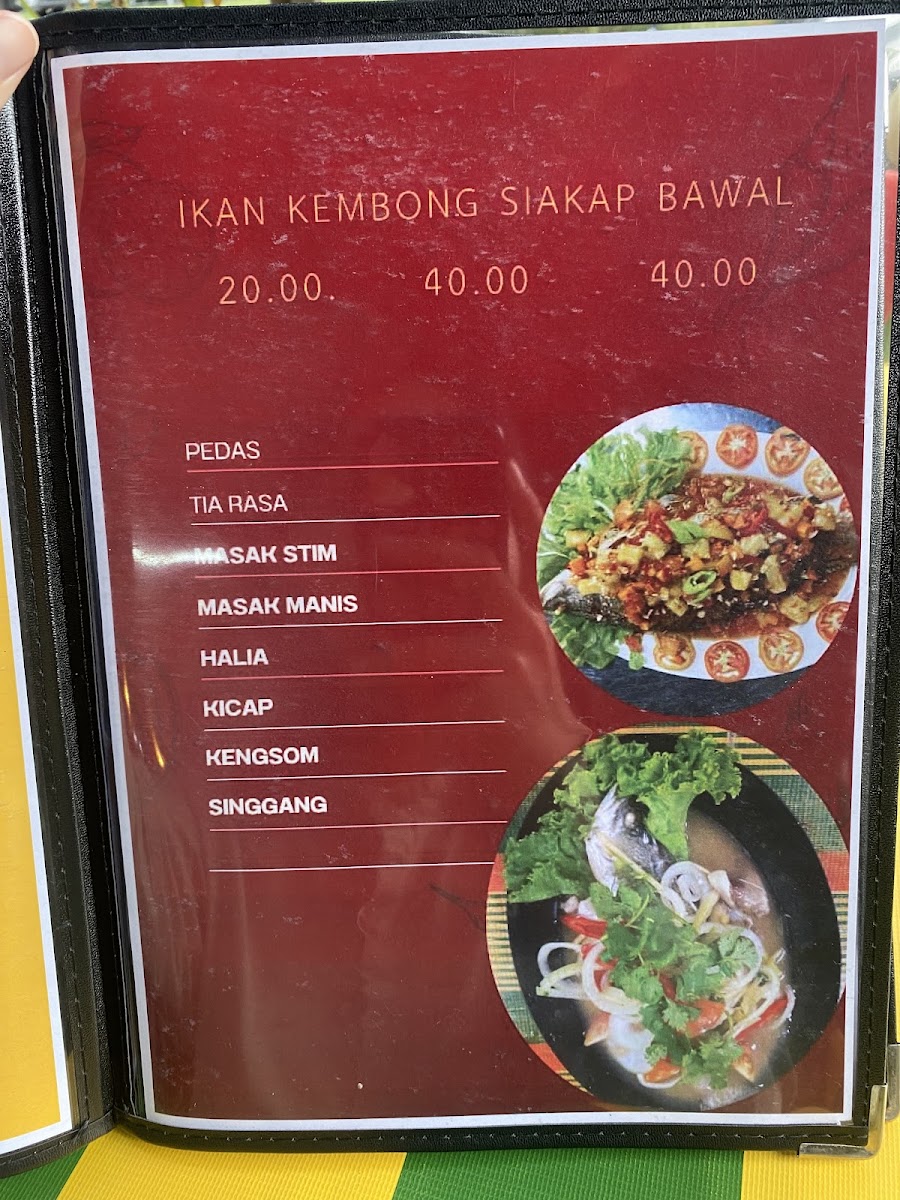 IKAN KEMBONG SIAKAP BAWAL
20.00. 40.00 40.00
PEDAS
TIA RASA
MASAK STIM
MASAK MANIS
HALIA
KICAP
KENGSOM
SINGGANG